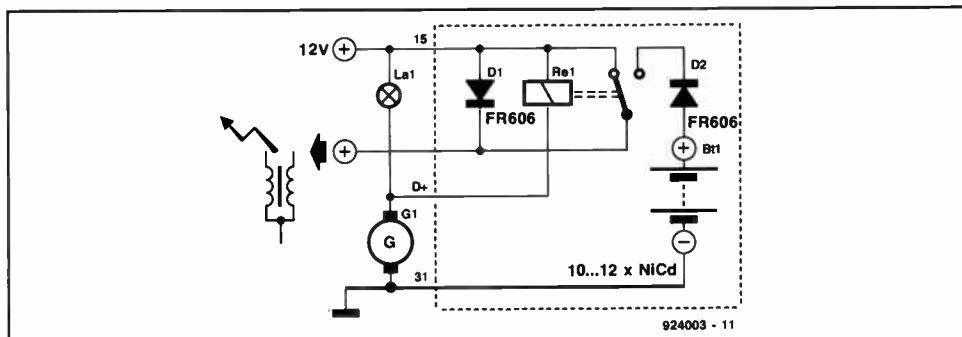 12V
15
La1
D1
Re1
D2
FR606
FR606
Bt1
D+
G1
G
31
10...12 x NiCd
924003 - 11